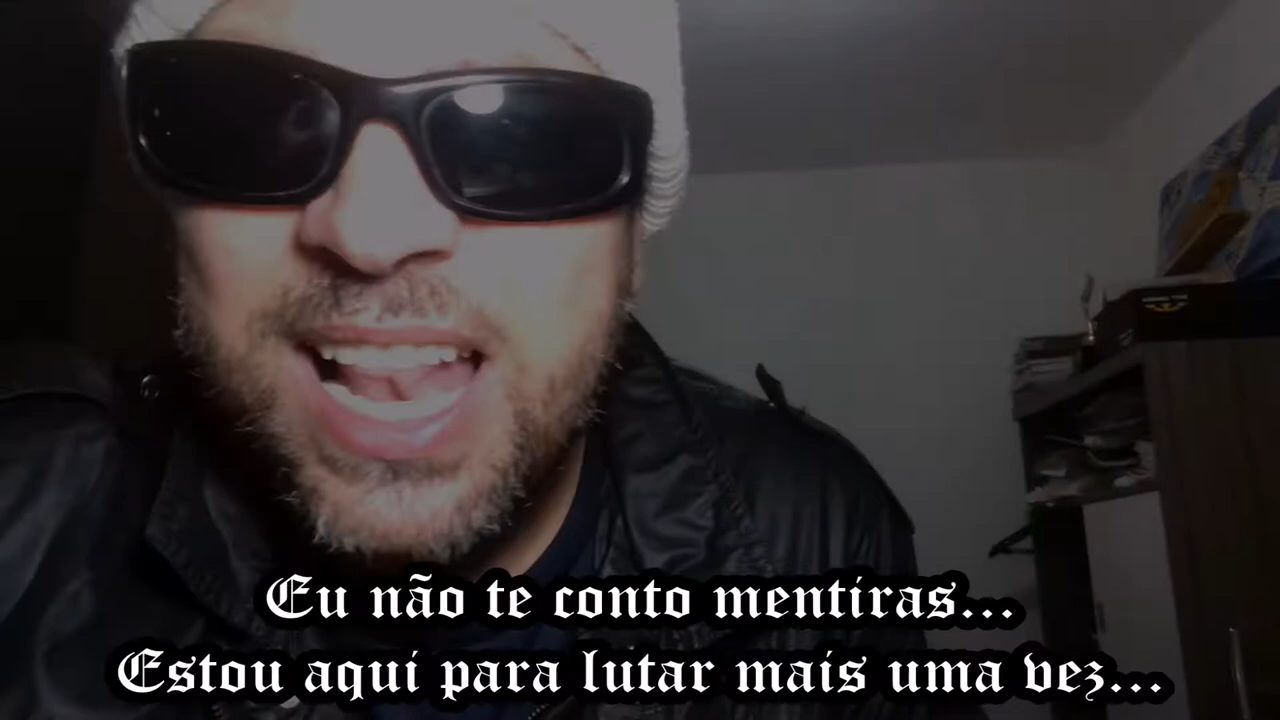 Eu não te conto mentiras...
Estou aqui para lutar mais uma vez...